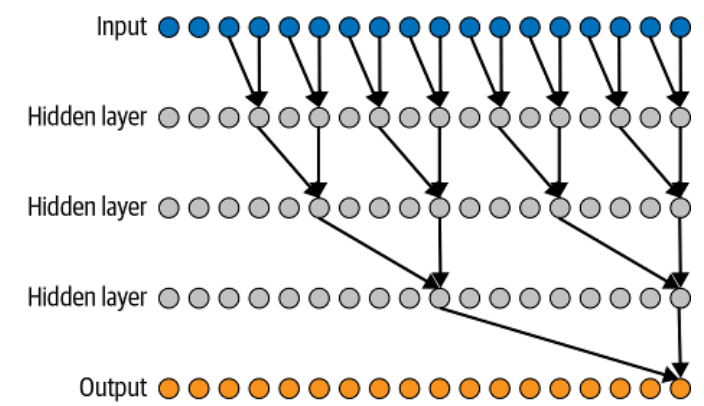 Input
Hidden layer
Hidden layer
Hidden layer
Output